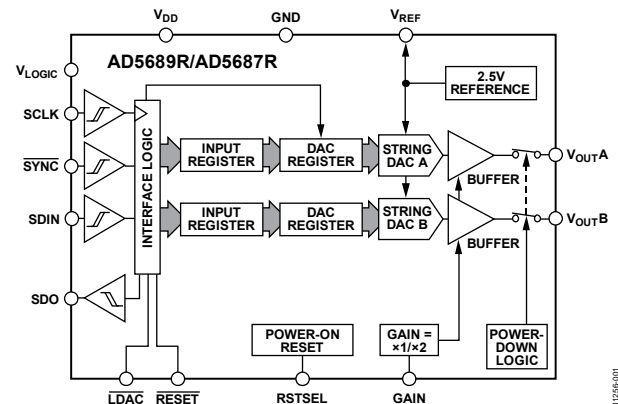 VDD
GND
VREF
AD5689R/AD5687R
VLOGIC
2.5V
REFERENCE
SCLK
INTERFACE LOGIC
INPUT
REGISTER
DAC
REGISTER
STRING
DAC A
BUFFER
VOUTA
SYNC
SDIN
INPUT
REGISTER
DAC
REGISTER
STRING
DAC B
BUFFER
VOUTB
SDO
POWER-ON
RESET
GAIN =
×1/×2
POWER-
DOWN
LOGIC
LDAC
RESET
RSTSEL
GAIN
11256-001